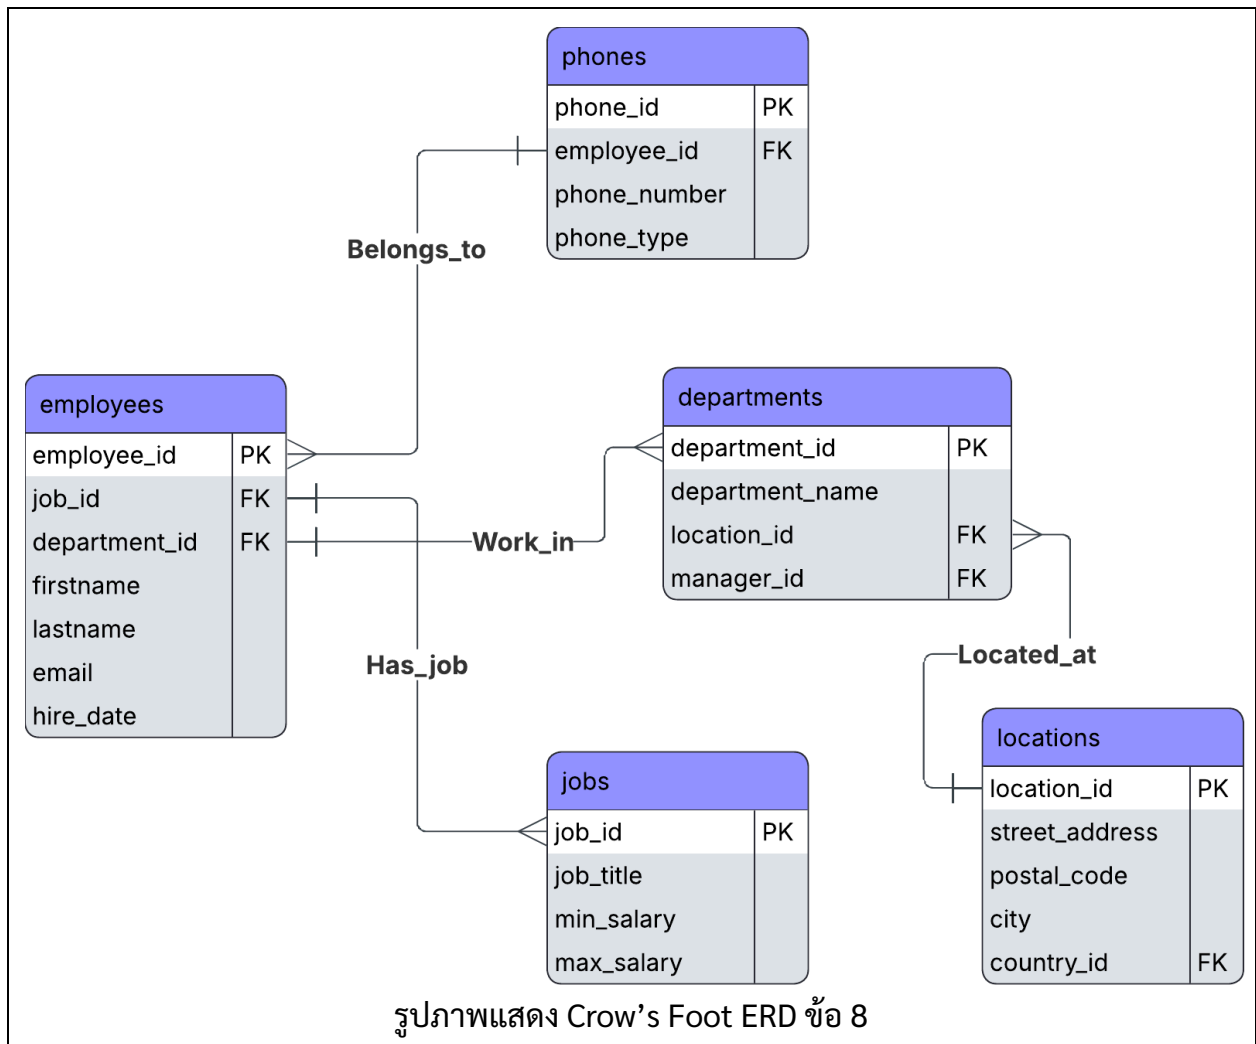 phones
phone_id PK
employee_id FK
phone_number
phone_type
Belongs_to
employees
employee_id PK
job_id FK
department_id FK
firstname
lastname
email
hire_date
departments
department_id PK
department_name
location_id FK
manager_id FK
Work_in
Has_job
Located_at
jobs
job_id PK
job_title
min_salary
max_salary
locations
location_id PK
street_address
postal_code
city
country_id FK
รูปภาพแสดง Crow’s Foot ERD ข้อ 8